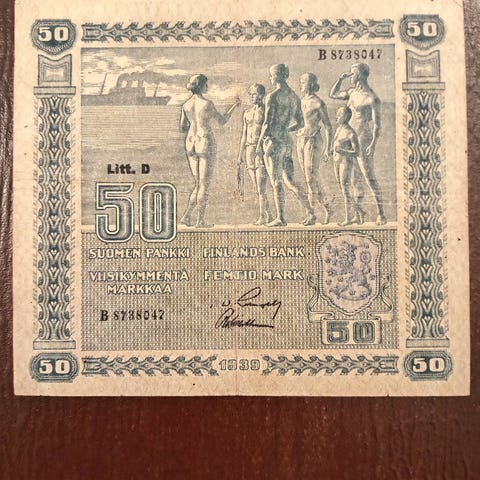 50 50
B 8738047
Litt. D
50
SUOMEN PANKKI FINLANDS BANK
VIISIKYMMENTÄ FEMTIO MARK
MARKKAA
B 8738047
50
50 1939 50